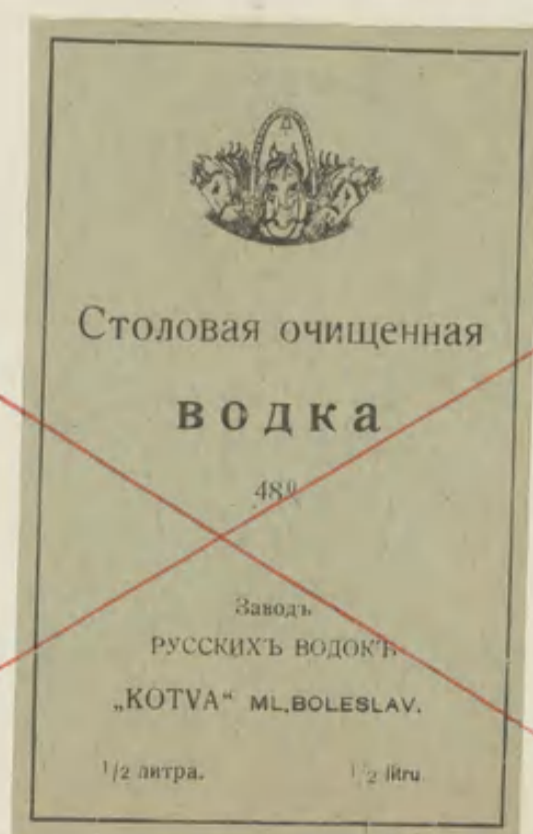 Столовая очищенная
водка
48°
Заводъ
РУССКИХЪ ВОДОКЪ
„KOTVA“ ML,BOLESLAV.
1/2 литра. 1/2 litru